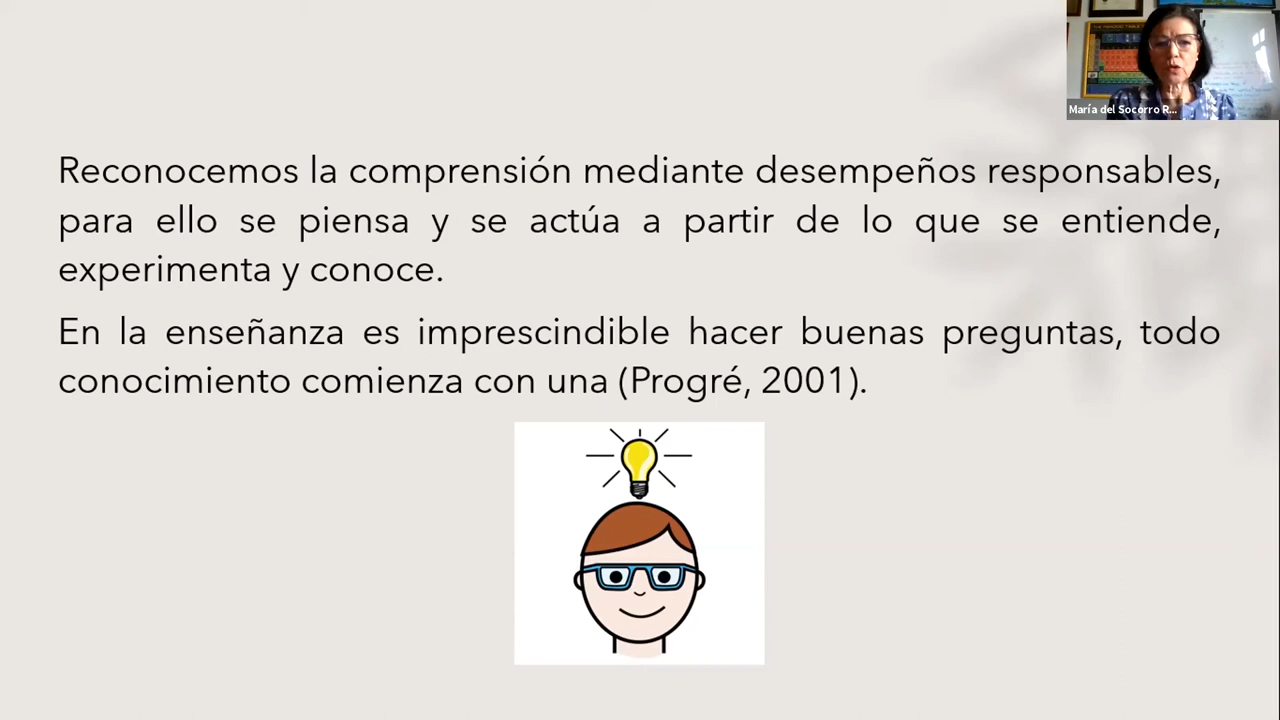 María del Socorro R...
Reconocemos la comprensión mediante desempeños responsables,
para ello se piensa y se actúa a partir de lo que se entiende,
experimenta y conoce.
En la enseñanza es imprescindible hacer buenas preguntas, todo
conocimiento comienza con una (Progré, 2001).